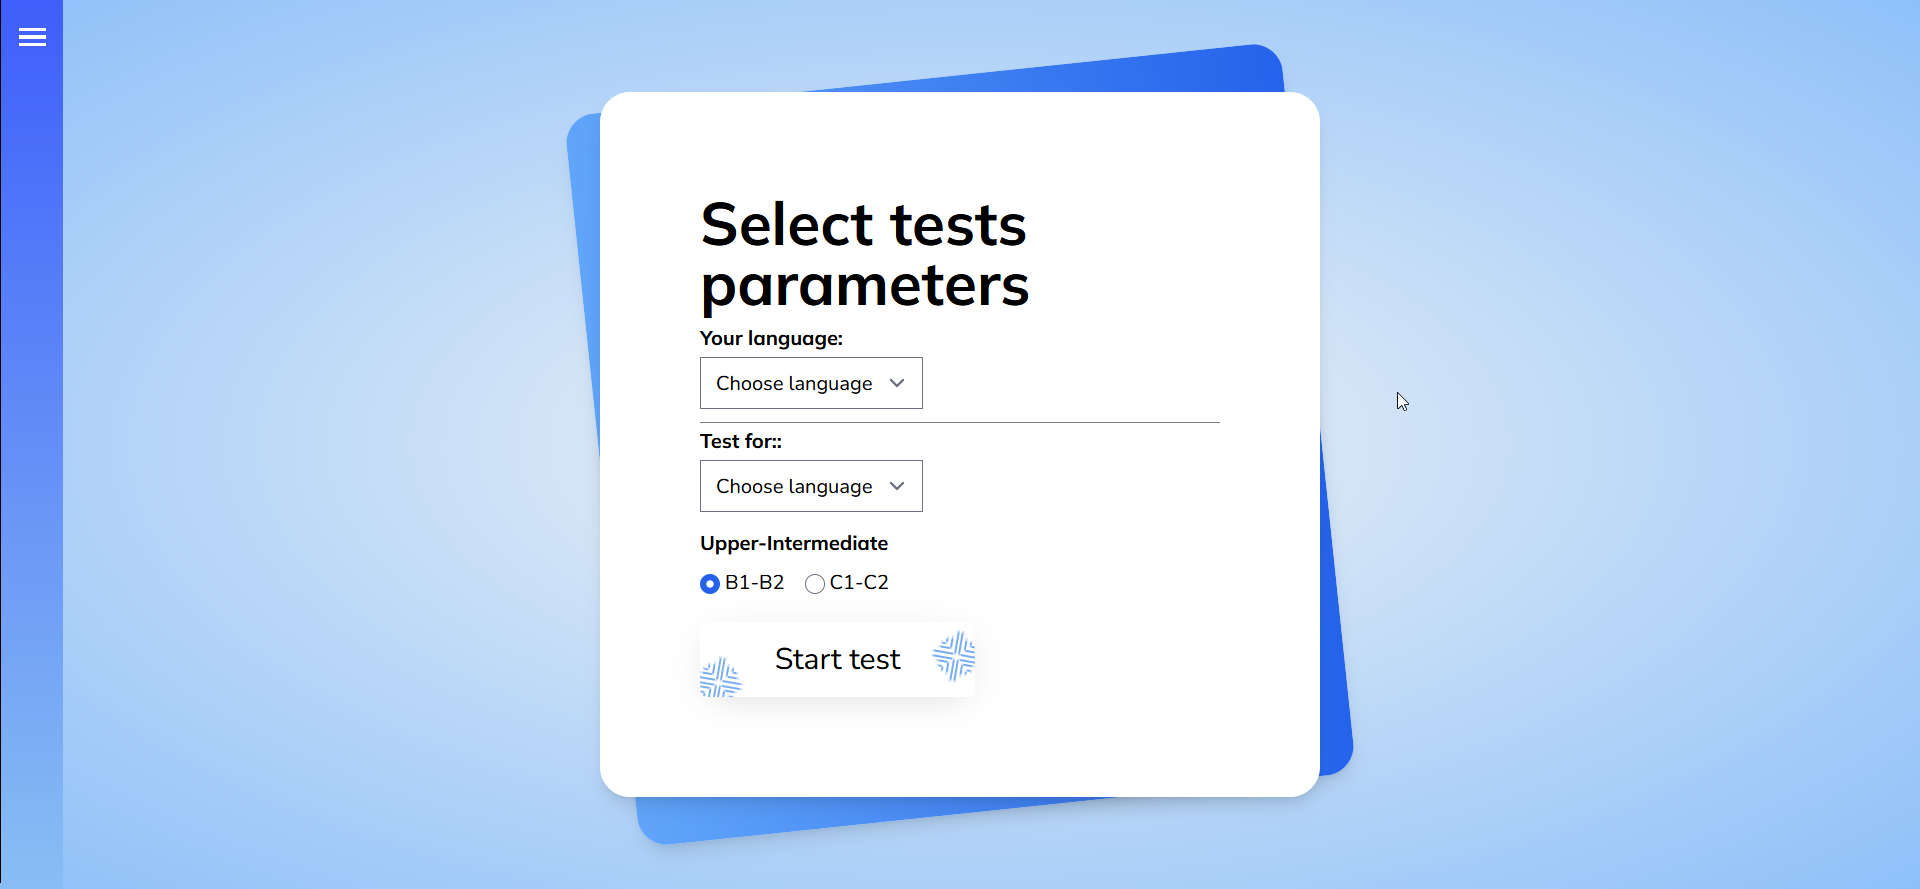 Select tests
parameters
Your language:
Choose language
Test for::
Choose language
Upper-Intermediate
B1-B2 C1-C2
Start test